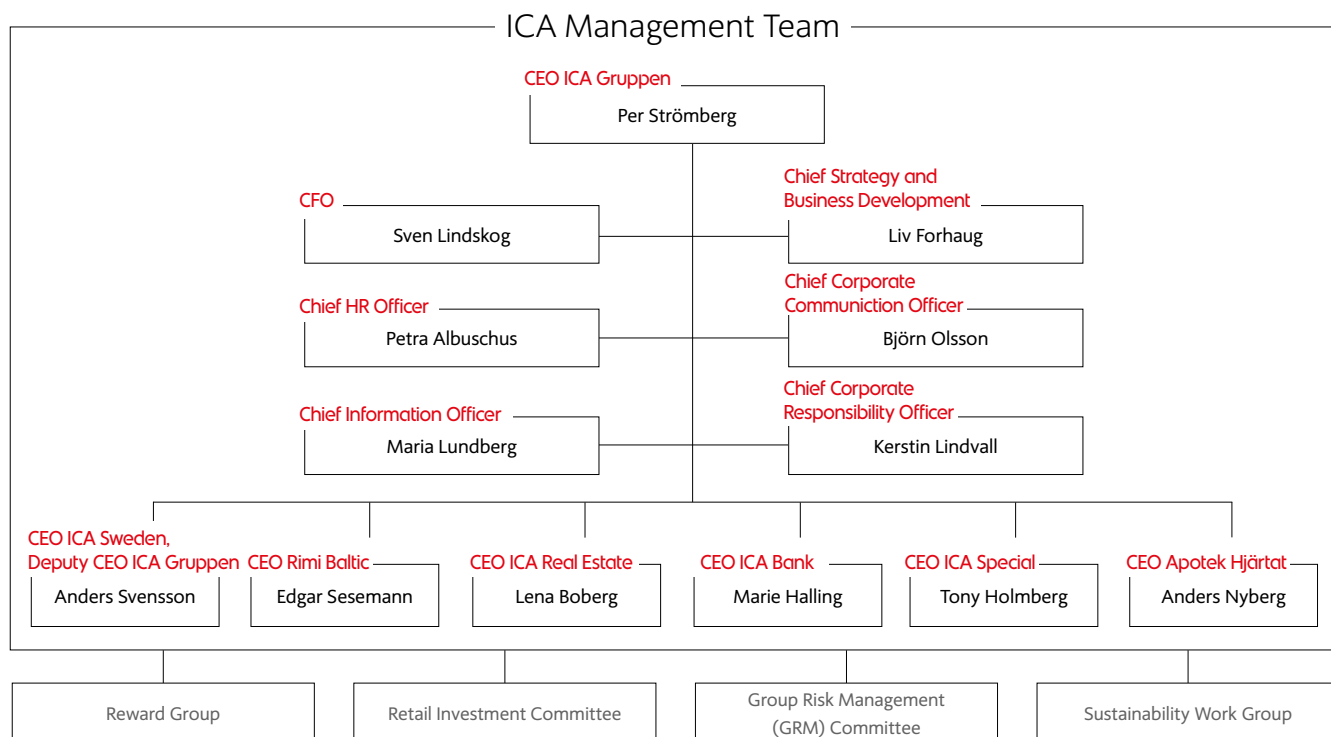 ICA Management Team
CEO ICA Gruppen
Per Strömberg
CFO
Sven Lindskog
Chief Strategy and
Business Development
Liv Forhaug
Chief HR Officer
Petra Albuschus
Chief Corporate
Communiction Officer
Björn Olsson
Chief Information Officer
Maria Lundberg
Chief Corporate
Responsibility Officer
Kerstin Lindvall
CEO ICA Sweden,
Deputy CEO ICA Gruppen
Anders Svensson
CEO Rimi Baltic
Edgar Sesemann
CEO ICA Real Estate
Lena Boberg
CEO ICA Bank
Marie Halling
CEO ICA Special
Tony Holmberg
CEO Apotek Hjärtat
Anders Nyberg
Reward Group
Retail Investment Committee
Group Risk Management
(GRM) Committee
Sustainability Work Group